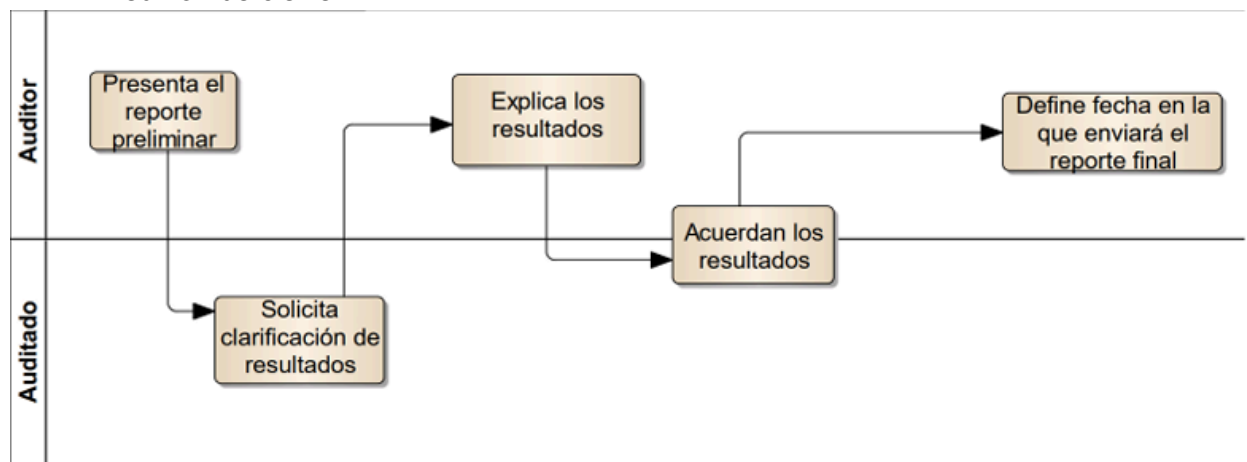 Auditor
Presenta el
reporte
preliminar
Explica los
resultados
Define fecha en la
que enviará el
reporte final
Acuerdan los
resultados
Auditado
Solicita
clarificación de
resultados